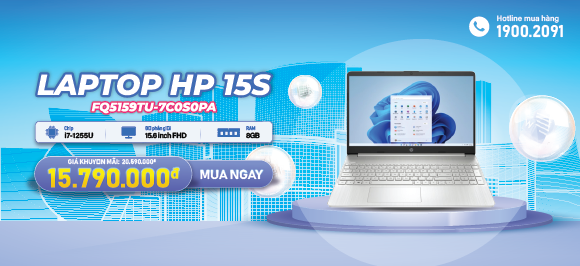 Hotline mua hàng
1900.2091
LAPTOP HP 15S
FQ5159TU-7C0S0PA
Chip
i7-1255U
Độ phân giải
15.6 inch FHD
RAM
8GB
GIÁ KHUYẾN MÃI: 20.590.000đ
15.790.000đ
MUA NGAY